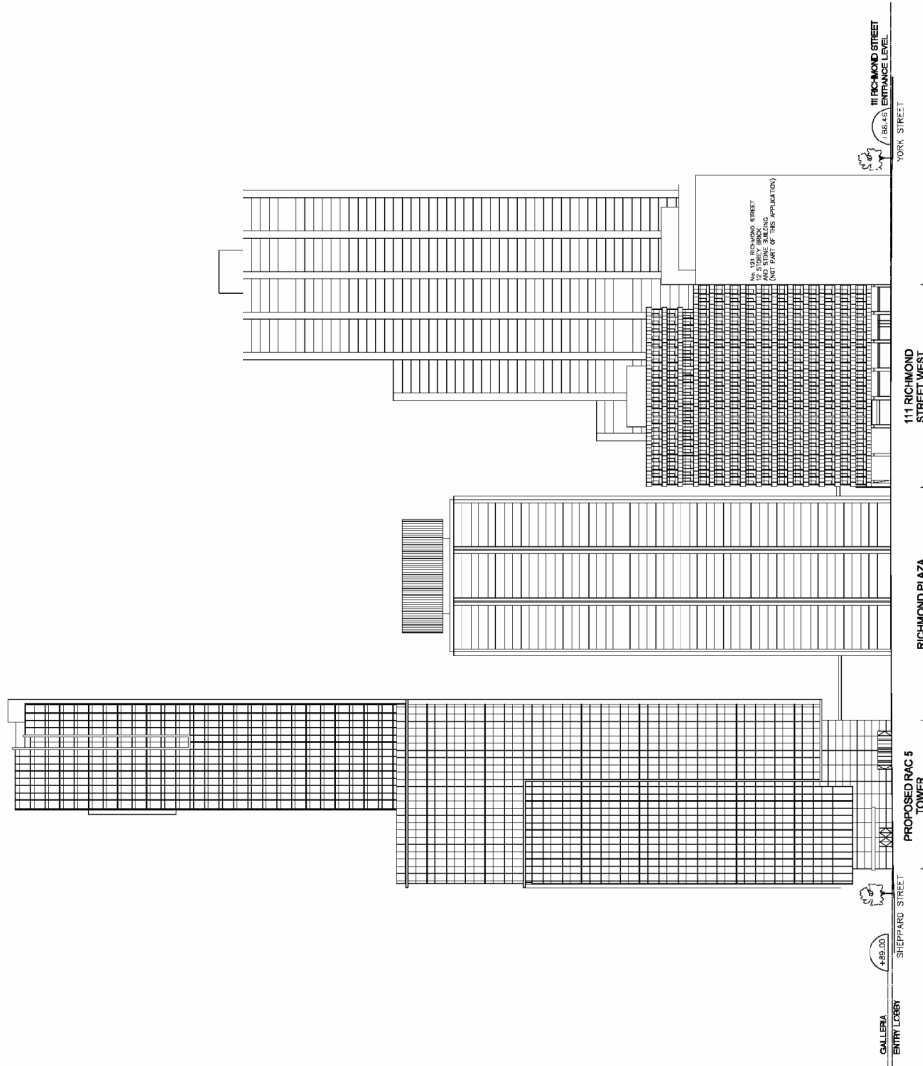 GALLERIA
ENTRY LOBBY
+89.00
SHEPPARD STREET
PROPOSED RAC 5
TOWER
RICHMOND PLAZA
111 RICHMOND
STREET WEST
No. 121 RICHMOND STREET
12 STOREY BRICK
AND STONE BUILDING
(NOT PART OF THIS APPLICATION)
YORK STREET
111 RICHMOND STREET
ENTRANCE LEVEL